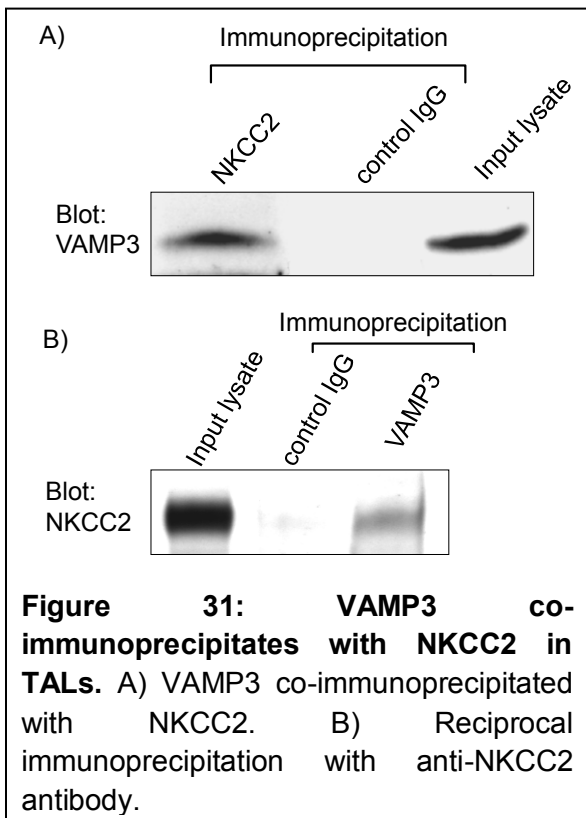 A)
Immunoprecipitation
NKCC2
control IgG
Input lysate
Blot:
VAMP3
B)
Immunoprecipitation
Input lysate
control IgG
VAMP3
Blot:
NKCC2
Figure 31: VAMP3 co-
immunoprecipitates with NKCC2 in
TALs. A) VAMP3 co-immunoprecipitated
with NKCC2. B) Reciprocal
immunoprecipitation with anti-NKCC2
antibody.